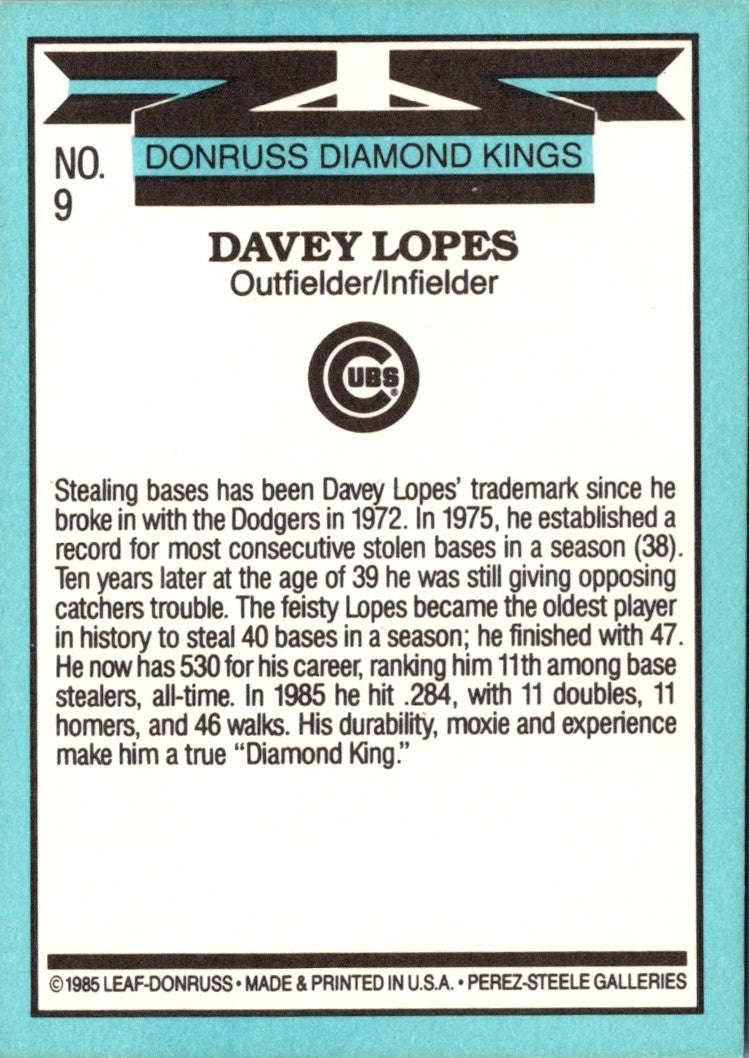 NO.
9
DONRUSS DIAMOND KINGS
DAVEY LOPES
Outfielder/Infielder
CUBS®
Stealing bases has been Davey Lopes' trademark since he
broke in with the Dodgers in 1972. In 1975, he established a
record for most consecutive stolen bases in a season (38).
Ten years later at the age of 39 he was still giving opposing
catchers trouble. The feisty Lopes became the oldest player
in history to steal 40 bases in a season; he finished with 47.
He now has 530 for his career, ranking him 11th among base
stealers, all-time. In 1985 he hit .284, with 11 doubles, 11
homers, and 46 walks. His durability, moxie and experience
make him a true “Diamond King.”
©1985 LEAF-DONRUSS • MADE & PRINTED IN U.S.A. • PEREZ-STEELE GALLERIES